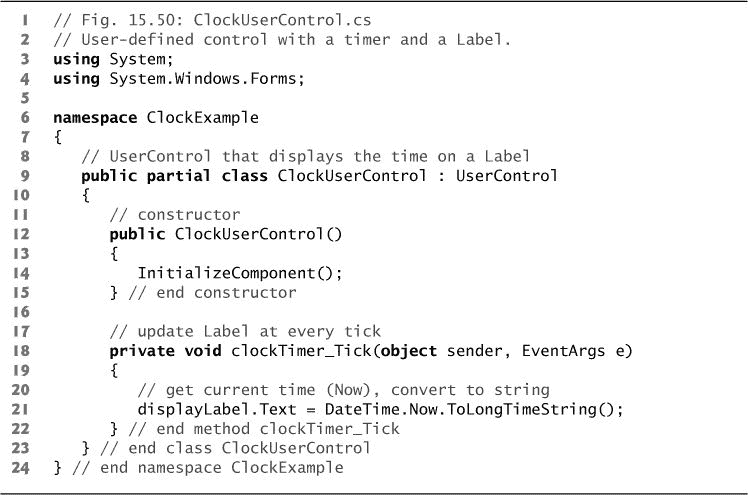 1 // Fig. 15.50: ClockUserControl.cs
2 // User-defined control with a timer and a Label.
3 using System;
4 using System.Windows.Forms;
5
6 namespace ClockExample
7 {
8 // UserControl that displays the time on a Label
9 public partial class ClockUserControl : UserControl
10 {
11 // constructor
12 public ClockUserControl()
13 {
14 InitializeComponent();
15 } // end constructor
16
17 // update Label at every tick
18 private void clockTimer_Tick(object sender, EventArgs e)
19 {
20 // get current time (Now), convert to string
21 displayLabel.Text = DateTime.Now.ToLongTimeString();
22 } // end method clockTimer_Tick
23 } // end class ClockUserControl
24 } // end namespace ClockExample